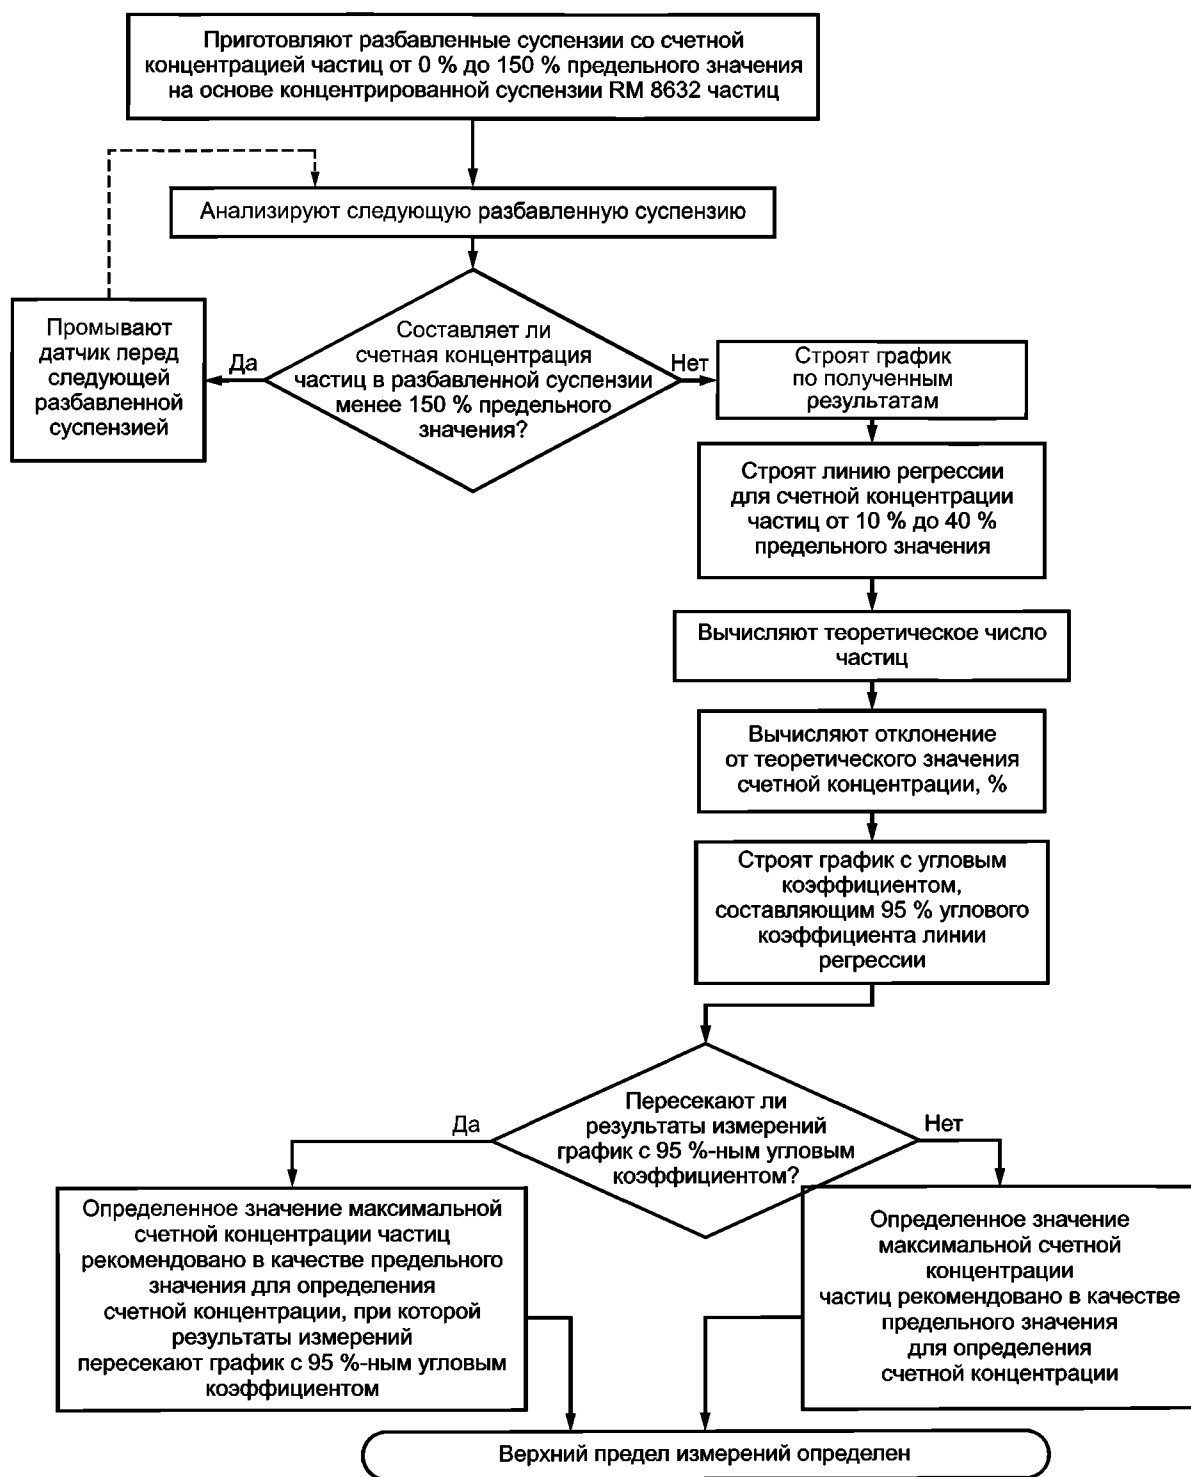 Приготовляют разбавленные суспензии со счетной
концентрацией частиц от 0 % до 150 % предельного значения
на основе концентрированной суспензии RM 8632 частиц
Анализируют следующую разбавленную суспензию
Промывают
датчик перед
следующей
разбавленной
суспензией
Да
Составляет ли
счетная концентрация
частиц в разбавленной суспензии
менее 150 % предельного
значения?
Нет
Строят график
по полученным
результатам
Строят линию регрессии
для счетной концентрации
частиц от 10 % до 40 %
предельного значения
Вычисляют теоретическое число
частиц
Вычисляют отклонение
от теоретического значения
счетной концентрации, %
Строят график с угловым
коэффициентом,
составляющим 95 % углового
коэффициента линии
регрессии
Да
Пересекают ли
результаты измерений
график с 95 %-ным угловым
коэффициентом?
Нет
Определенное значение максимальной
счетной концентрации частиц
рекомендовано в качестве предельного
значения для определения
счетной концентрации, при которой
результаты измерений
пересекают график с 95 %-ным угловым
коэффициентом
Определенное значение
максимальной счетной
концентрации
частиц рекомендовано в качестве
предельного значения
для определения
счетной концентрации
Верхний предел измерений определен